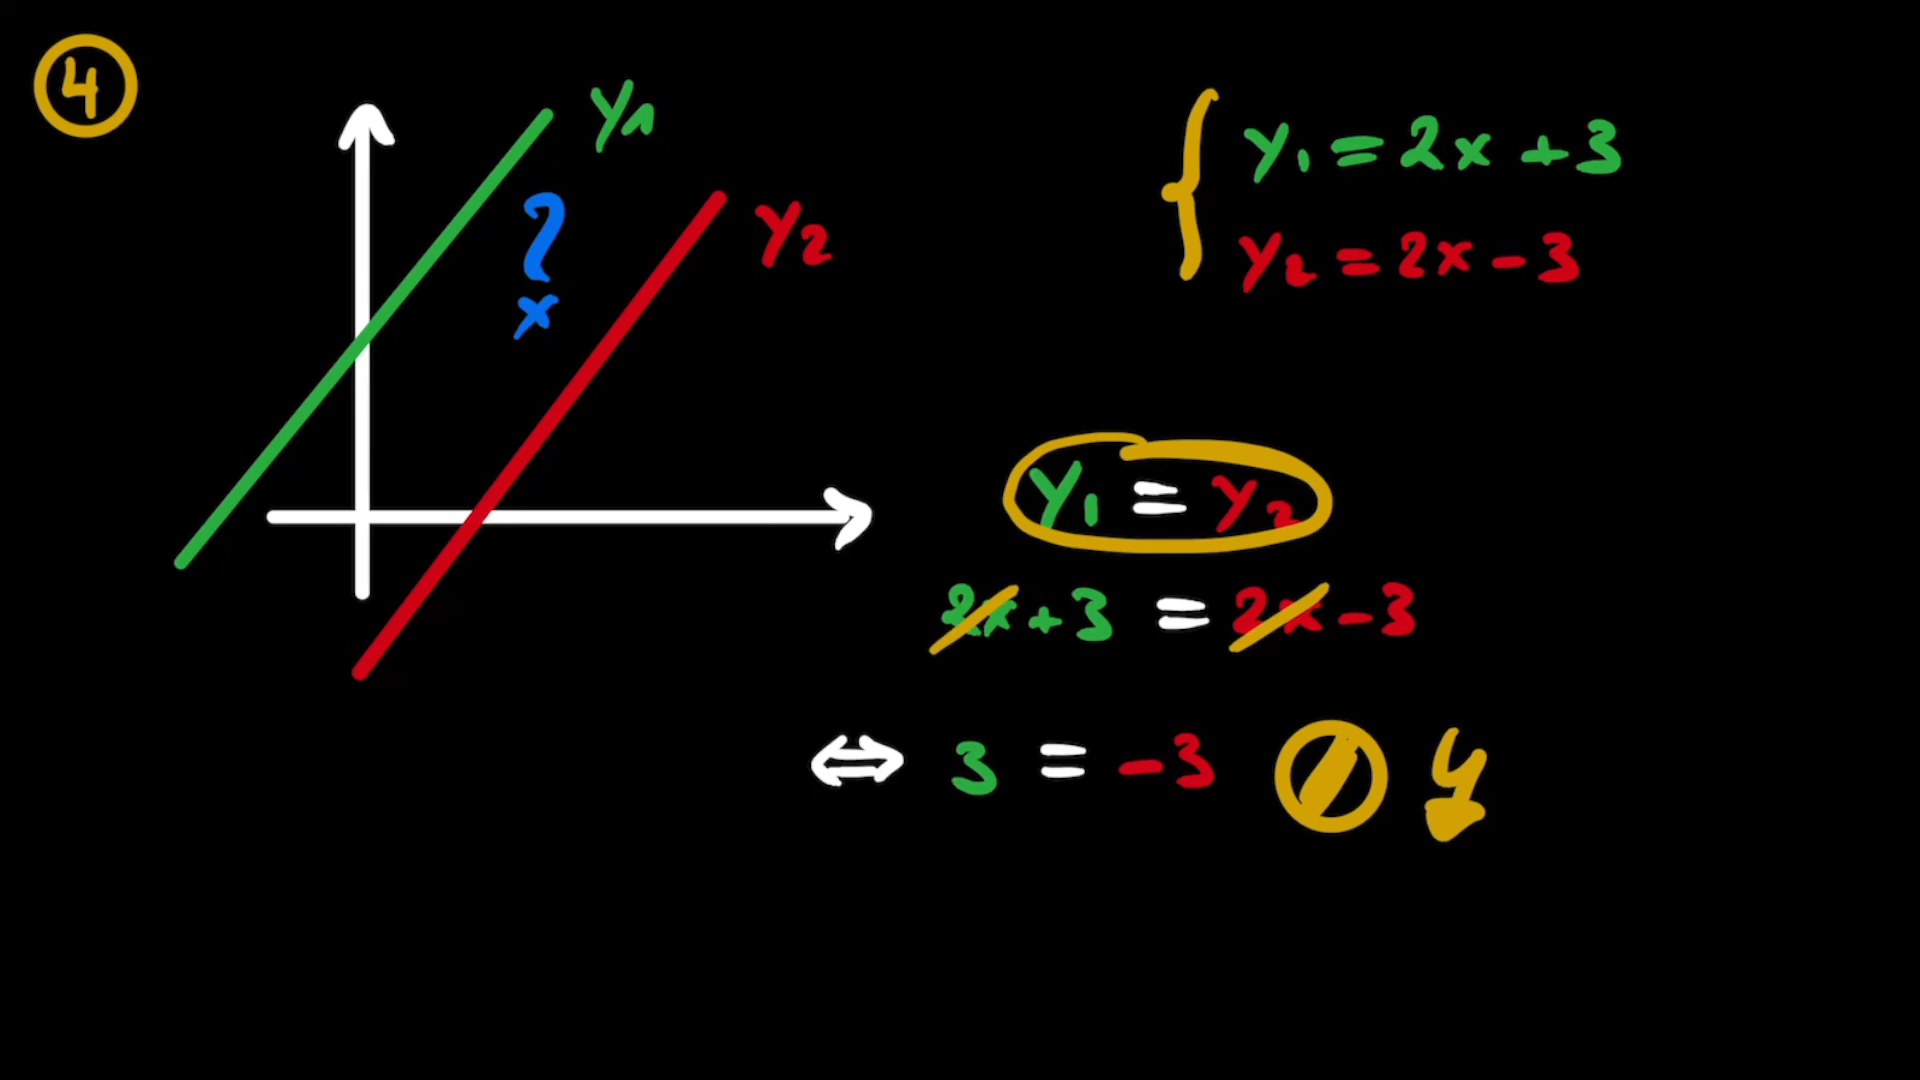 4
y1
y2
?
x
y1 = 2x + 3
y2 = 2x - 3
y1 = y2
2x + 3 = 2x - 3
⇔ 3 = -3